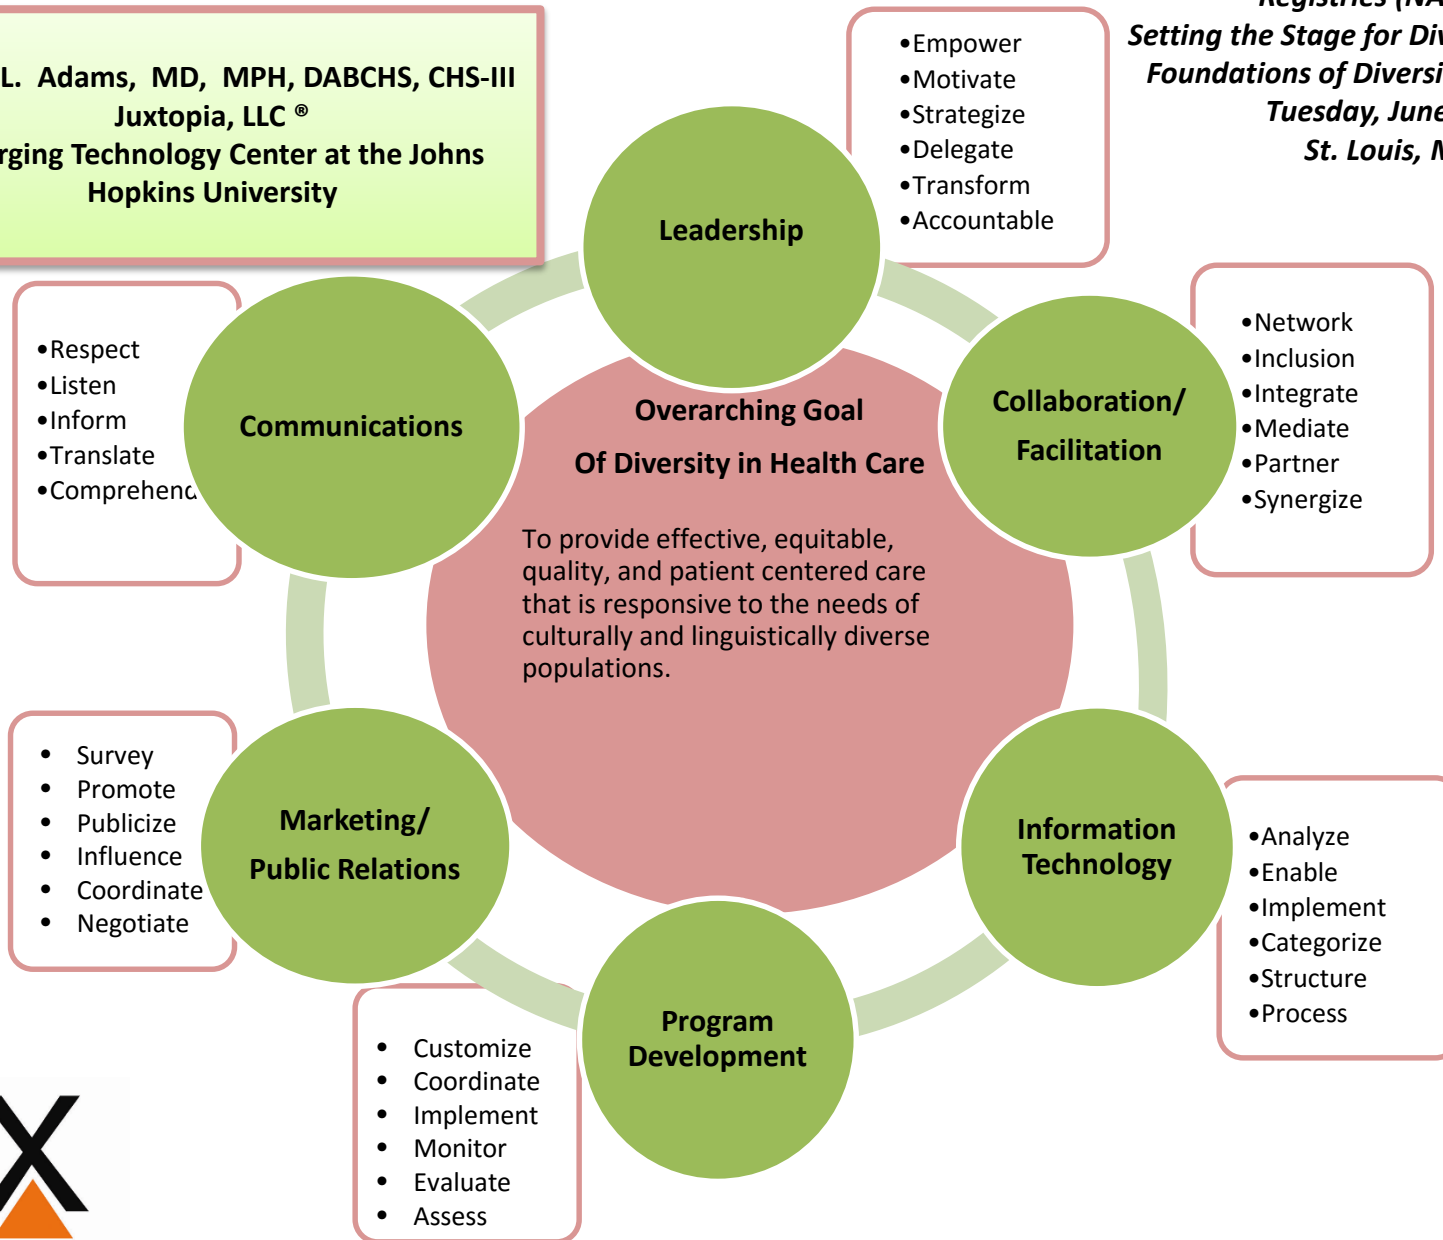 L. Adams, MD, MPH, DABCHS, CHS-III
Juxtopia, LLC ®
Technology Center at the Johns
Hopkins University
Setting the Stage for
Foundations of
Tuesday, June
St. Louis,
Leadership
•Empower
•Motivate
•Strategize
•Delegate
•Transform
•Accountable
Collaboration/
Facilitation
•Network
•Inclusion
•Integrate
•Mediate
•Partner
•Synergize
Information
Technology
•Analyze
•Enable
•Implement
•Categorize
•Structure
•Process
Program
Development
• Customize
• Coordinate
• Implement
• Monitor
• Evaluate
• Assess
Marketing/
Public Relations
• Survey
• Promote
• Publicize
• Influence
• Coordinate
• Negotiate
Communications
•Respect
•Listen
•Inform
•Translate
•Comprehend
Overarching Goal
Of Diversity in Health Care
To provide effective, equitable,
quality, and patient centered care
that is responsive to the needs of
culturally and linguistically diverse
populations.
X